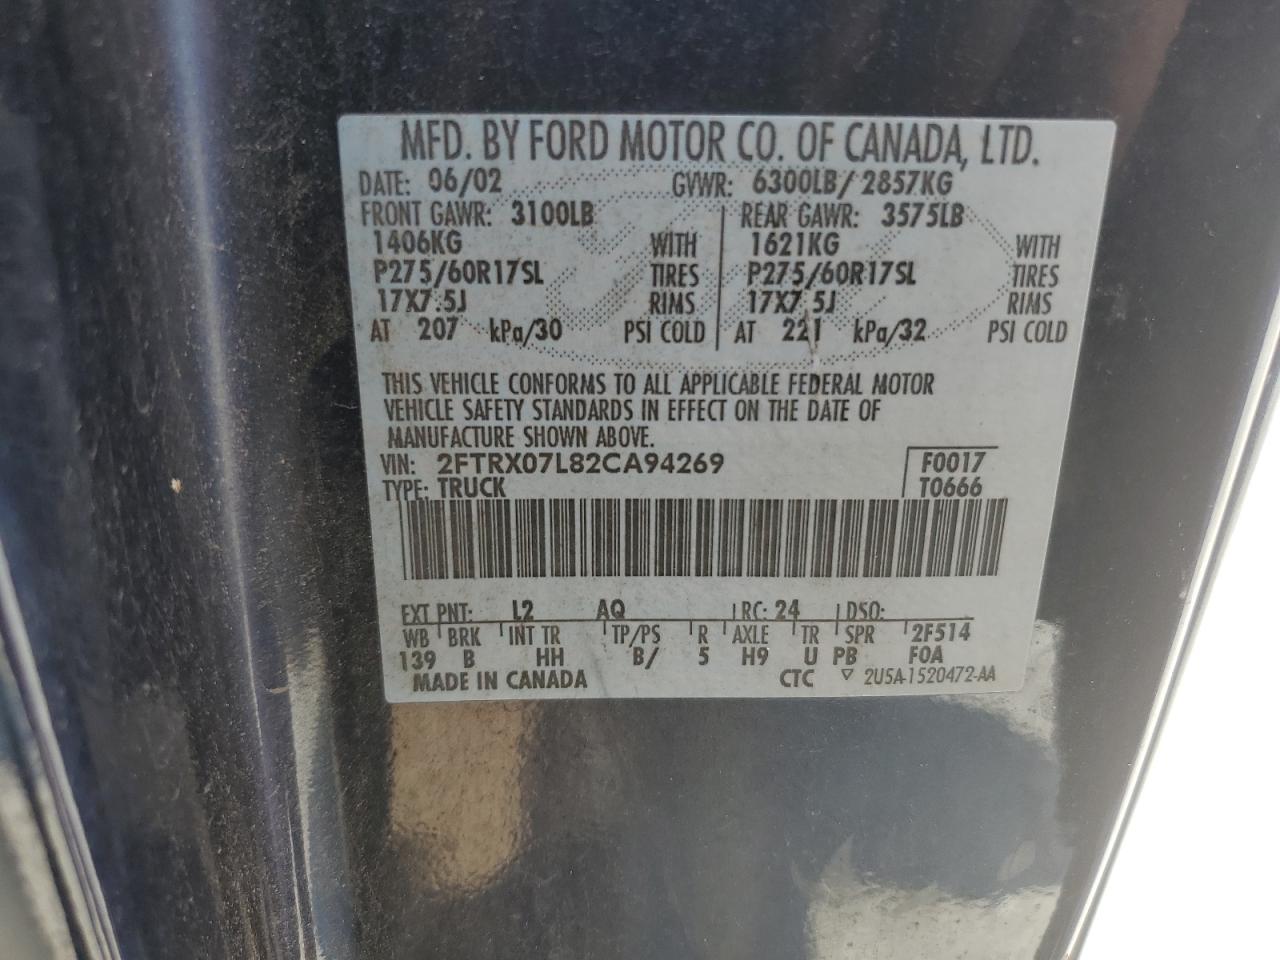 MFD. BY FORD MOTOR CO. OF CANADA, LTD.
DATE: 06/02 GVWR: 6300LB/2857KG
FRONT GAWR: 3100LB REAR GAWR: 3575LB
1406KG WITH 1621KG WITH
P275/60R17SL TIRES P275/60R17SL TIRES
17X7.5J RIMS 17X7.5J RIMS
AT 207 kPa/30 PSI COLD AT 221 kPa/32 PSI COLD
THIS VEHICLE CONFORMS TO ALL APPLICABLE FEDERAL MOTOR
VEHICLE SAFETY STANDARDS IN EFFECT ON THE DATE OF
MANUFACTURE SHOWN ABOVE.
VIN: 2FTRX07L82CA94269 F0017
TYPE: TRUCK T0666
EXT PNT: L2 AQ RC: 24 DSO:
WB BRK INT TR TP/PS R AXLE TR SPR 2F514
139 B HH B/ 5 H9 U PB FOA
MADE IN CANADA CTC 2U5A-1520472-AA